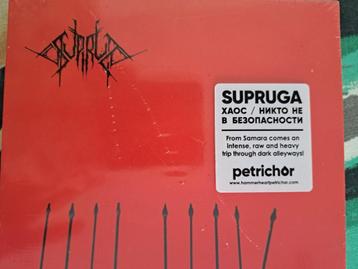 SUPRUGA
SUPRUGA
ХАОС / НИКТО НЕ
В БЕЗОПАСНОСТИ
From Samara comes an
intense, raw and heavy
trip through dark alleyways!
petrichor
www.hammerheartpetrichor.com